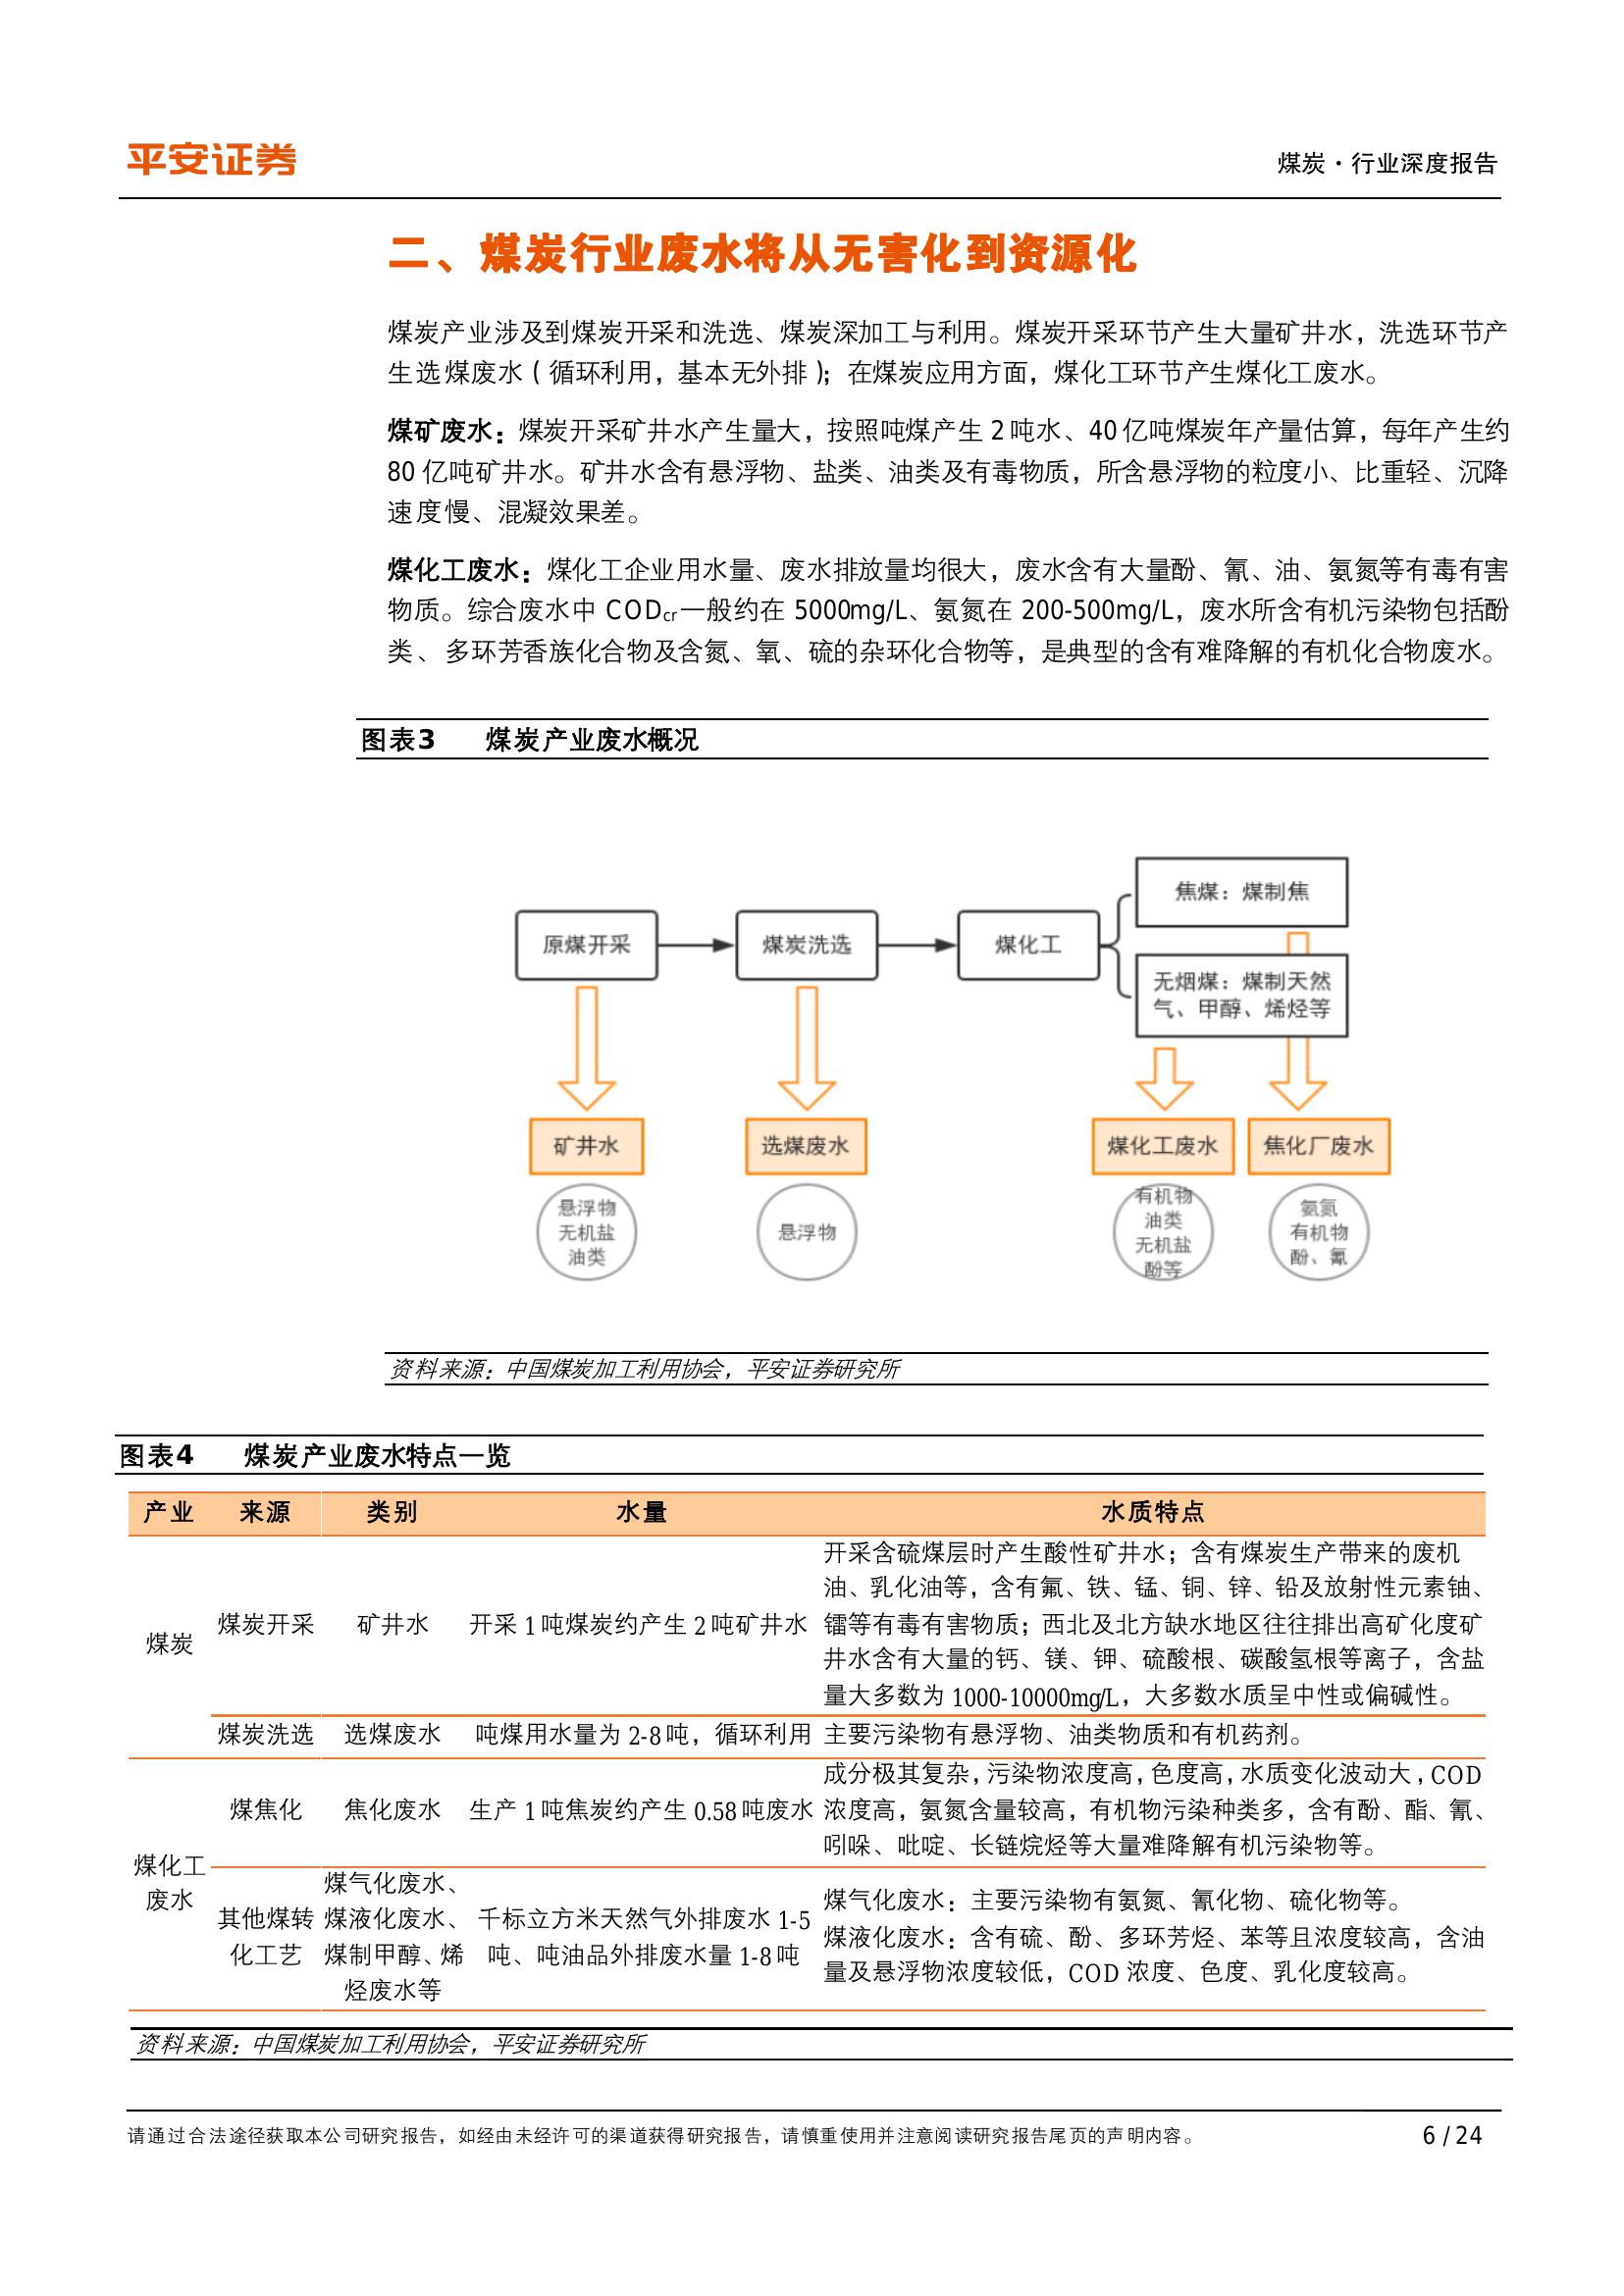 平安证券
煤炭·行业深度报告
二、煤炭行业废水将从无害化到资源化
煤炭产业涉及到煤炭开采和洗选、煤炭深加工与利用。煤炭开采环节产生大量矿井水，洗选环节产
生选煤废水（循环利用，基本无外排）；在煤炭应用方面，煤化工环节产生煤化工废水。
煤矿废水：煤炭开采矿井水产生量大，按照吨煤产生 2 吨水、40 亿吨煤炭年产量估算，每年产生约
80 亿吨矿井水。矿井水含有悬浮物、盐类、油类及有毒物质，所含悬浮物的粒度小、比重轻、沉降
速度慢、混凝效果差。
煤化工废水：煤化工企业用水量、废水排放量均很大，废水含有大量酚、氰、油、氨氮等有毒有害
物质。综合废水中 CODcr一般约在 5000mg/L、氨氮在 200-500mg/L，废水所含有机污染物包括酚
类、多环芳香族化合物及含氮、氧、硫的杂环化合物等，是典型的含有难降解的有机化合物废水。
图表3 煤炭产业废水概况
原煤开采
煤炭洗选
煤化工
焦煤：煤制焦
无烟煤：煤制天然
气、甲醇、烯烃等
矿井水
选煤废水
煤化工废水
焦化厂废水
悬浮物
无机盐
油类
悬浮物
有机物
油类
无机盐
酚等
氨氮
有机物
酚、氰
资料来源：中国煤炭加工利用协会，平安证券研究所
图表4 煤炭产业废水特点一览
产业 来源 类别 水量 水质特点
煤炭
煤炭开采 矿井水 开采 1 吨煤炭约产生 2 吨矿井水
开采含硫煤层时产生酸性矿井水；含有煤炭生产带来的废机
油、乳化油等，含有氟、铁、锰、铜、锌、铅及放射性元素铀、
镭等有毒有害物质；西北及北方缺水地区往往排出高矿化度矿
井水含有大量的钙、镁、钾、硫酸根、碳酸氢根等离子，含盐
量大多数为 1000-10000mg/L，大多数水质呈中性或偏碱性。
煤炭洗选 选煤废水 吨煤用水量为 2-8 吨，循环利用 主要污染物有悬浮物、油类物质和有机药剂。
煤化工
废水
煤焦化 焦化废水 生产 1 吨焦炭约产生 0.58 吨废水
成分极其复杂，污染物浓度高，色度高，水质变化波动大，COD
浓度高，氨氮含量较高，有机物污染种类多，含有酚、酯、氰、
吲哚、吡啶、长链烷烃等大量难降解有机污染物等。
其他煤转
化工艺
煤气化废水、
煤液化废水、
煤制甲醇、烯
烃废水等
千标立方米天然气外排废水 1-5
吨、吨油品外排废水量 1-8 吨
煤气化废水：主要污染物有氨氮、氰化物、硫化物等。
煤液化废水：含有硫、酚、多环芳烃、苯等且浓度较高，含油
量及悬浮物浓度较低，COD 浓度、色度、乳化度较高。
资料来源：中国煤炭加工利用协会，平安证券研究所
请通过合法途径获取本公司研究报告，如经由未经许可的渠道获得研究报告，请慎重使用并注意阅读研究报告尾页的声明内容。
6 / 24